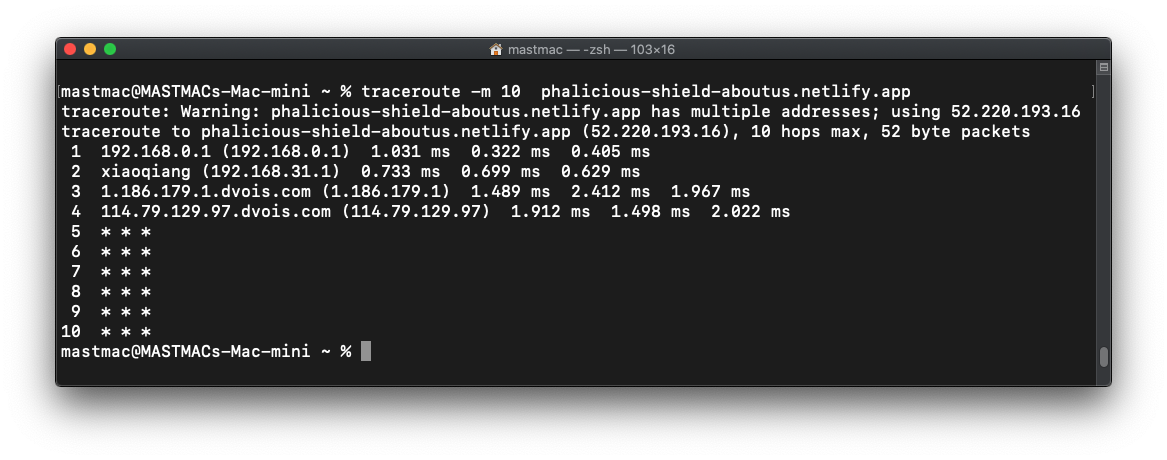 mastmac — -zsh — 103×16
[mastmac@MASTMACs-Mac-mini ~ % traceroute -m 10  phalicious-shield-aboutus.netlify.app ]
traceroute: Warning: phalicious-shield-aboutus.netlify.app has multiple addresses; using 52.220.193.16
traceroute to phalicious-shield-aboutus.netlify.app (52.220.193.16), 10 hops max, 52 byte packets
 1  192.168.0.1 (192.168.0.1)  1.031 ms  0.322 ms  0.405 ms
 2  xiaoqiang (192.168.31.1)  0.733 ms  0.699 ms  0.629 ms
 3  1.186.179.1.dvois.com (1.186.179.1)  1.489 ms  2.412 ms  1.967 ms
 4  114.79.129.97.dvois.com (114.79.129.97)  1.912 ms  1.498 ms  2.022 ms
 5  * * *
 6  * * *
 7  * * *
 8  * * *
 9  * * *
10  * * *
mastmac@MASTMACs-Mac-mini ~ %